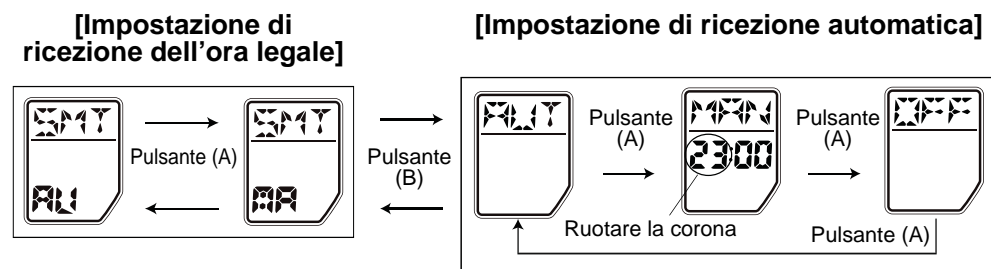 [Impostazione di
ricezione dell'ora legale]
[Impostazione di ricezione automatica]
SMT
AU
Pulsante (A)
SMT
MA
Pulsante
(B)
AUT
Pulsante
(A)
MAN
23:00
Ruotare la corona
Pulsante
(A)
OFF
Pulsante (A)